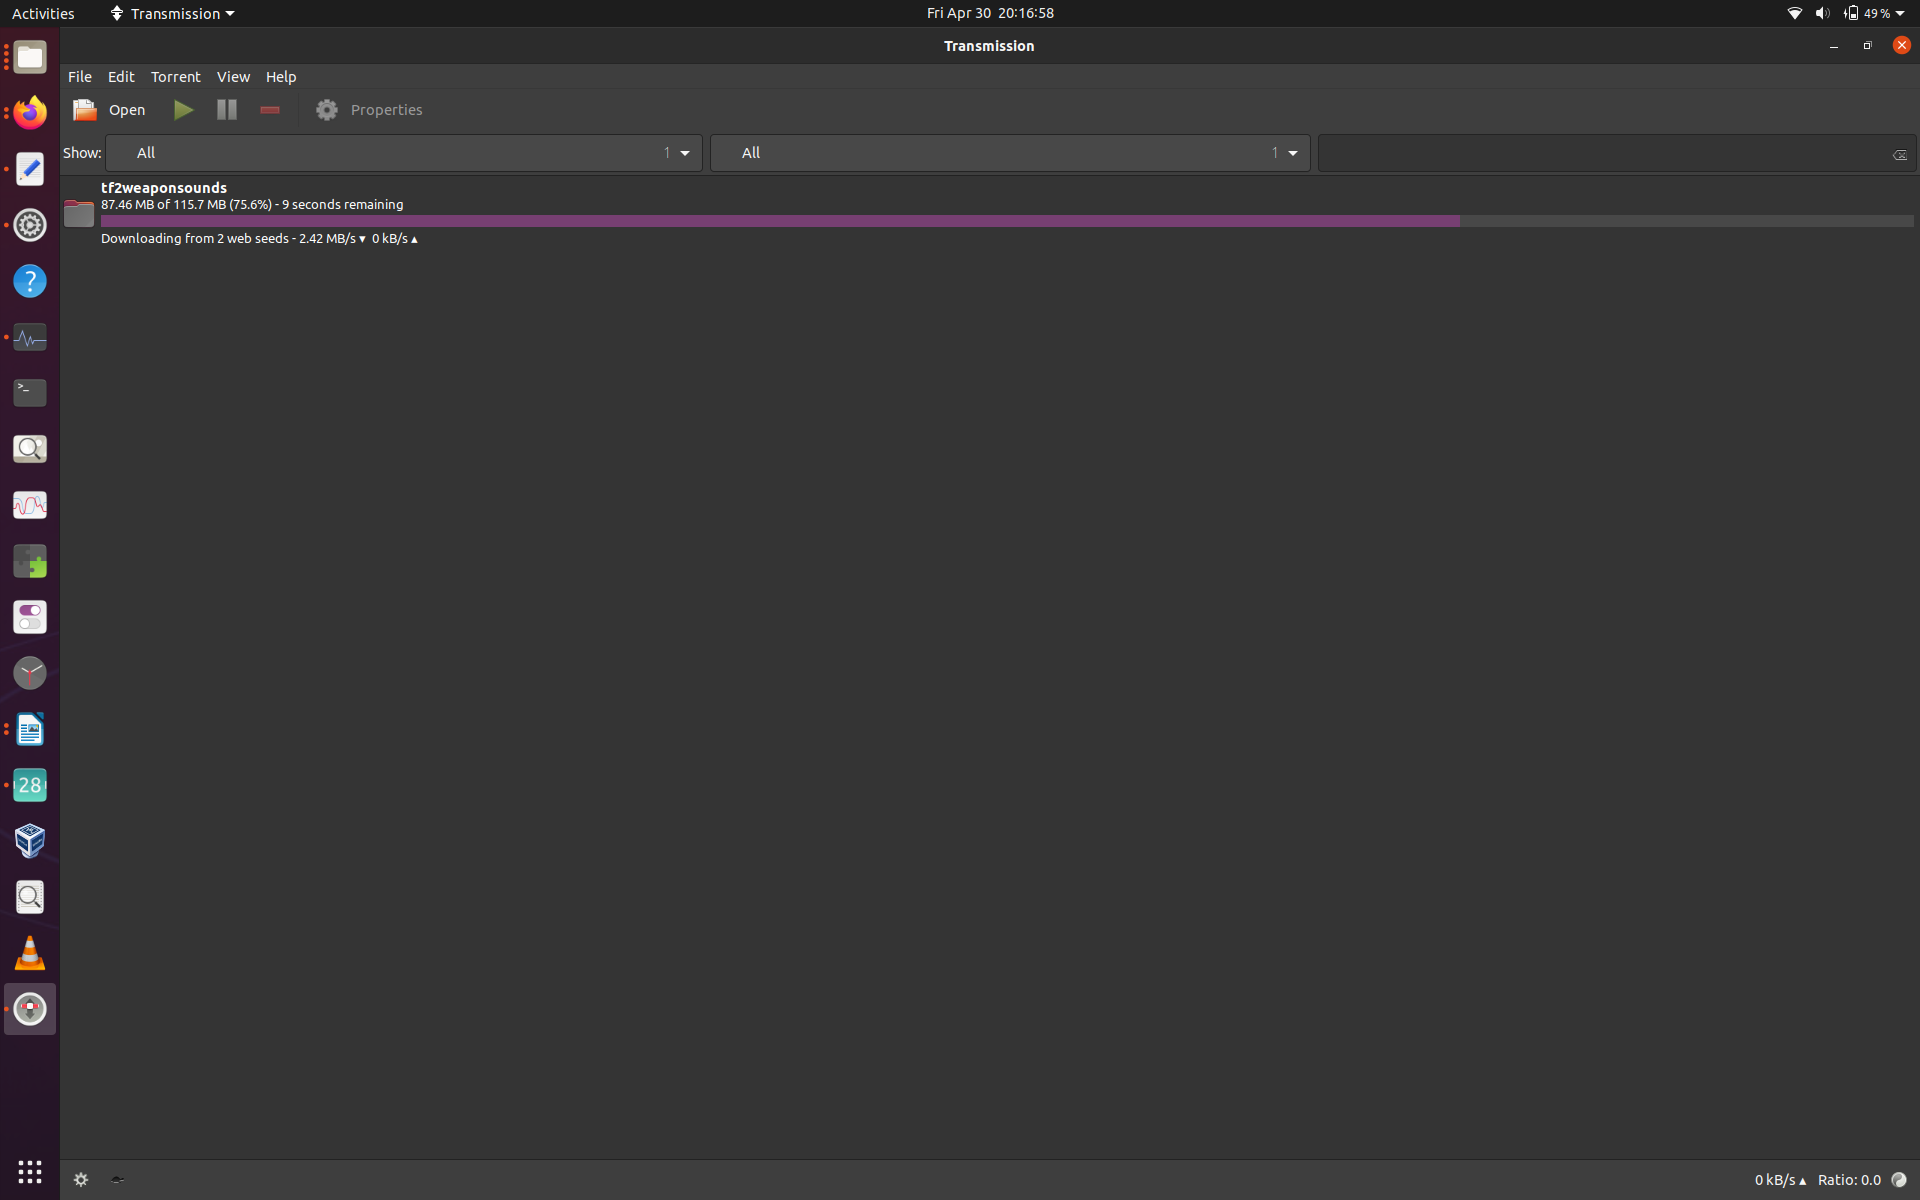 Activities Transmission Fri Apr 30 20:16:58 49 %
Transmission
File Edit Torrent View Help
Open Properties
Show: All 1 All 1
tf2weaponsounds
87.46 MB of 115.7 MB (75.6%) - 9 seconds remaining
Downloading from 2 web seeds - 2.42 MB/s ▾ 0 kB/s ▴
?
>_
28
0 kB/s ▴ Ratio: 0.0